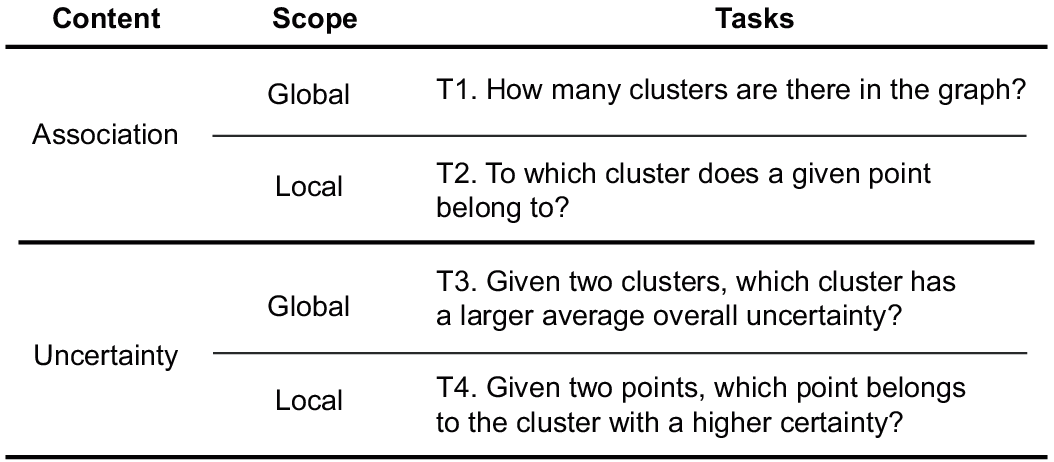 Content Scope Tasks
Association
Global
T1. How many clusters are there in the graph?
Local
T2. To which cluster does a given point
belong to?
Uncertainty
Global
T3. Given two clusters, which cluster has
a larger average overall uncertainty?
Local
T4. Given two points, which point belongs
to the cluster with a higher certainty?